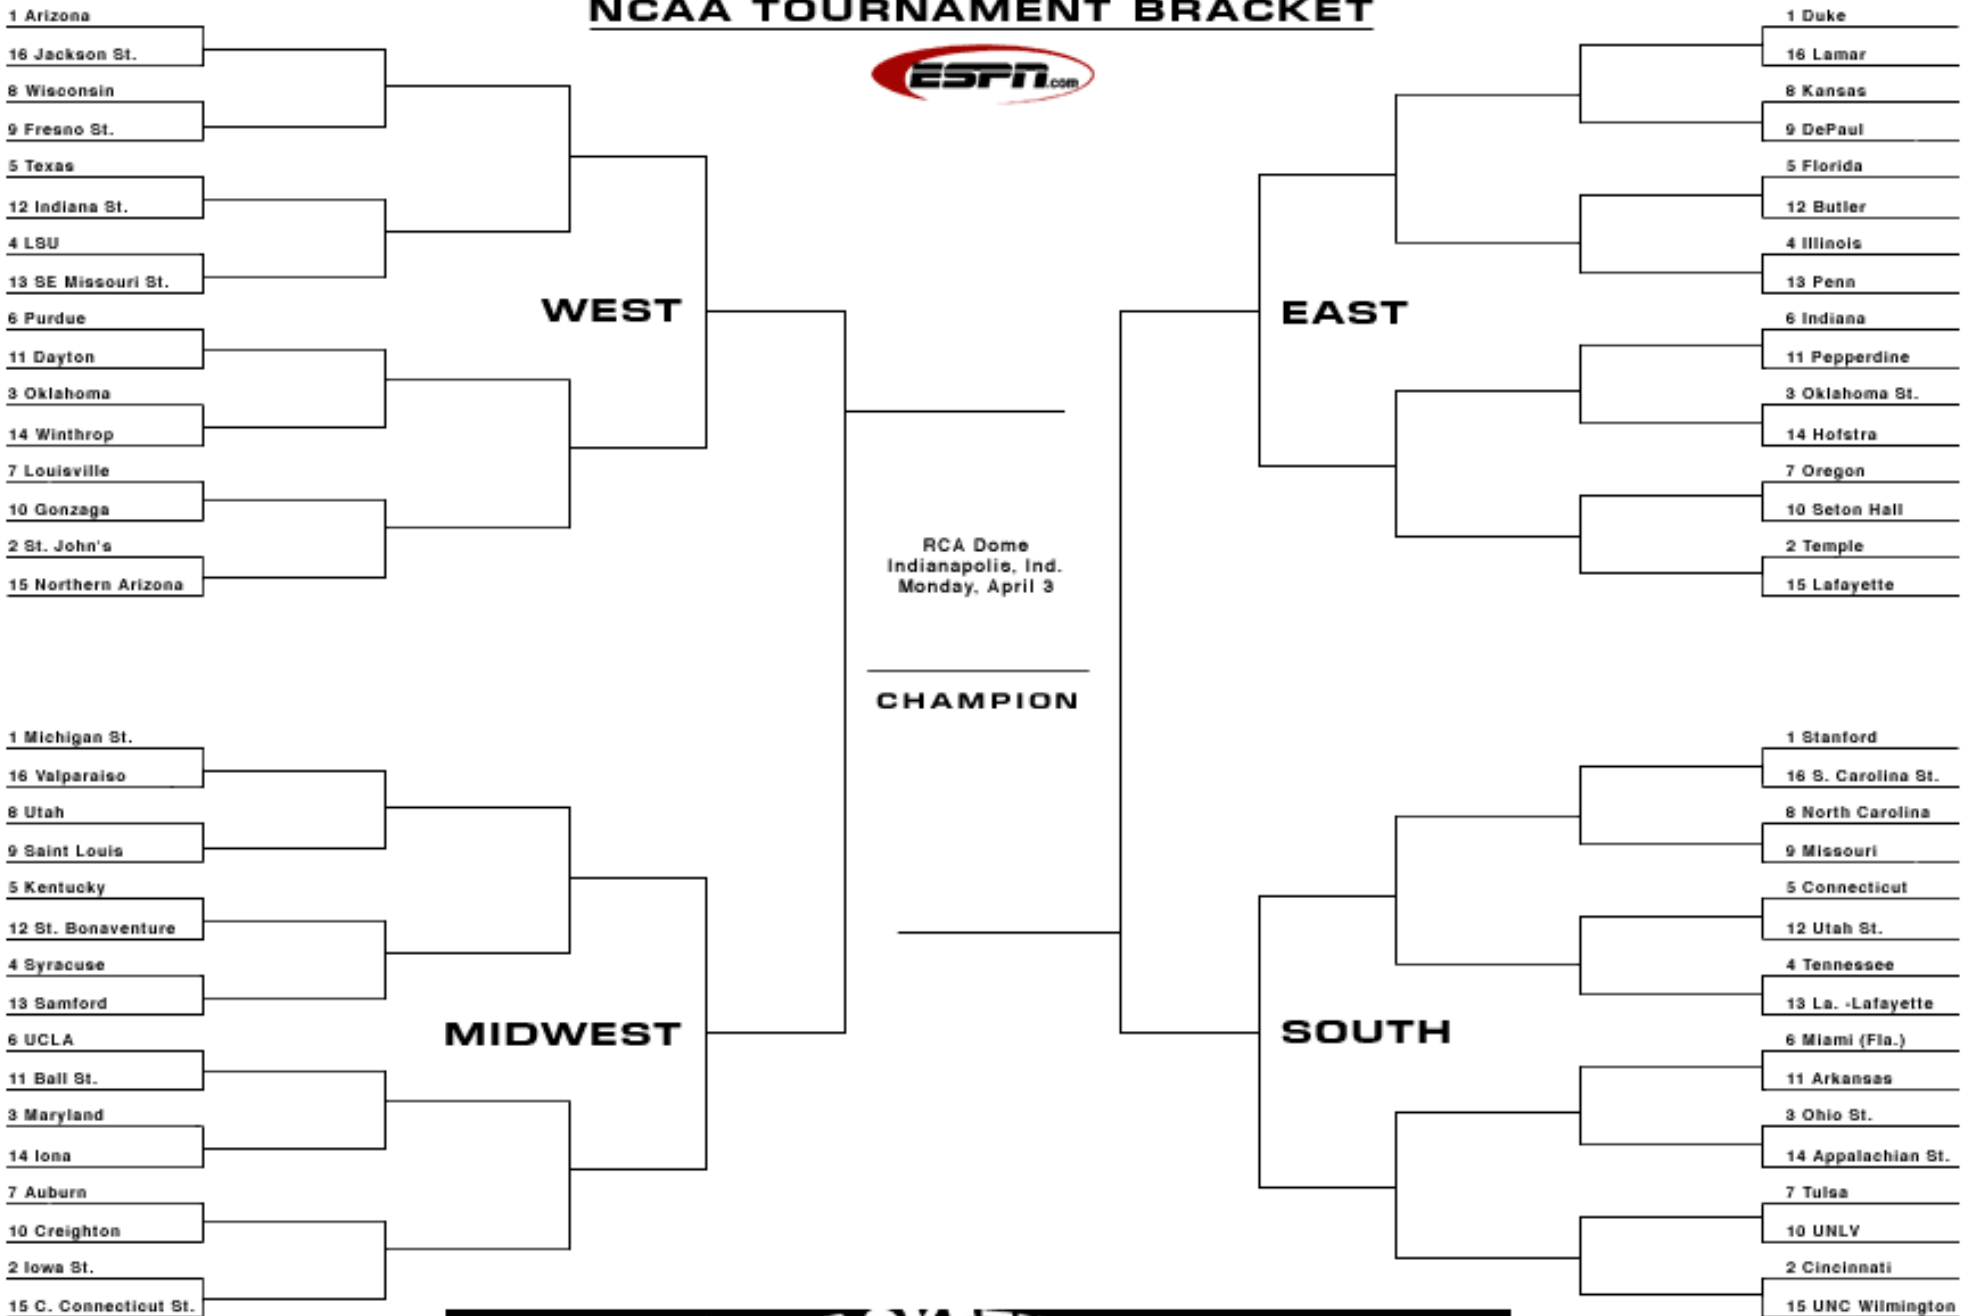 NCAA TOURNAMENT BRACKET
ESPN.com
1 Arizona
16 Jackson St.
8 Wisconsin
9 Fresno St.
5 Texas
12 Indiana St.
4 LSU
13 SE Missouri St.
6 Purdue
11 Dayton
3 Oklahoma
14 Winthrop
7 Louisville
10 Gonzaga
2 St. John's
15 Northern Arizona
WEST
1 Michigan St.
16 Valparaiso
8 Utah
9 Saint Louis
5 Kentucky
12 St. Bonaventure
4 Syracuse
13 Samford
6 UCLA
11 Ball St.
3 Maryland
14 Iona
7 Auburn
10 Creighton
2 Iowa St.
15 C. Connecticut St.
MIDWEST
RCA Dome
Indianapolis, Ind.
Monday, April 3
CHAMPION
1 Duke
16 Lamar
8 Kansas
9 DePaul
5 Florida
12 Butler
4 Illinois
13 Penn
6 Indiana
11 Pepperdine
3 Oklahoma St.
14 Hofstra
7 Oregon
10 Seton Hall
2 Temple
15 Lafayette
EAST
1 Stanford
16 S. Carolina St.
8 North Carolina
9 Missouri
5 Connecticut
12 Utah St.
4 Tennessee
13 La. -Lafayette
6 Miami (Fla.)
11 Arkansas
3 Ohio St.
14 Appalachian St.
7 Tulsa
10 UNLV
2 Cincinnati
15 UNC Wilmington
SOUTH